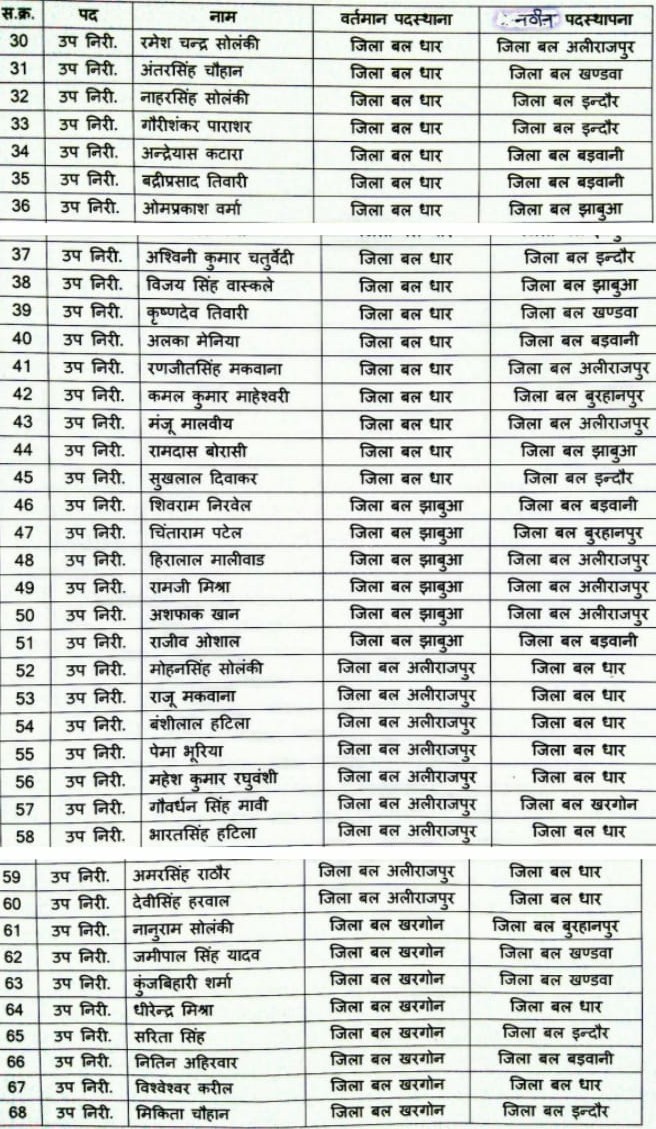 स.क्र. पद नाम वर्तमान पदस्थाना नवीन पदस्थापना
30 उप निरी. रमेश चन्द्र सोलंकी जिला बल धार जिला बल अलीराजपुर
31 उप निरी. अंतरसिंह चौहान जिला बल धार जिला बल खण्डवा
32 उप निरी. नाहरसिंह सोलंकी जिला बल धार जिला बल इन्दौर
33 उप निरी. गौरीशंकर पाराशर जिला बल धार जिला बल इन्दौर
34 उप निरी. अन्द्रेयास कटारा जिला बल धार जिला बल बड़वानी
35 उप निरी. बद्रीप्रसाद तिवारी जिला बल धार जिला बल बड़वानी
36 उप निरी. ओमप्रकाश वर्मा जिला बल धार जिला बल झाबुआ
37 उप निरी. अश्विनी कुमार चतुर्वेदी जिला बल धार जिला बल इन्दौर
38 उप निरी. विजय सिंह वास्कले जिला बल धार जिला बल झाबुआ
39 उप निरी. कृष्णदेव तिवारी जिला बल धार जिला बल खण्डवा
40 उप निरी. अलका मेनिया जिला बल धार जिला बल बड़वानी
41 उप निरी. रणजीतसिंह मकवाना जिला बल धार जिला बल अलीराजपुर
42 उप निरी. कमल कुमार माहेश्वरी जिला बल धार जिला बल बुरहानपुर
43 उप निरी. मंजू मालवीय जिला बल धार जिला बल अलीराजपुर
44 उप निरी. रामदास बोरासी जिला बल धार जिला बल झाबुआ
45 उप निरी. सुखलाल दिवाकर जिला बल धार जिला बल इन्दौर
46 उप निरी. शिवराम निरवेल जिला बल झाबुआ जिला बल बड़वानी
47 उप निरी. चिंताराम पटेल जिला बल झाबुआ जिला बल बुरहानपुर
48 उप निरी. हिरालाल मालीवाड जिला बल झाबुआ जिला बल अलीराजपुर
49 उप निरी. रामजी मिश्रा जिला बल झाबुआ जिला बल अलीराजपुर
50 उप निरी. अशफाक खान जिला बल झाबुआ जिला बल अलीराजपुर
51 उप निरी. राजीव ओशाल जिला बल झाबुआ जिला बल बड़वानी
52 उप निरी. मोहनसिंह सोलंकी जिला बल अलीराजपुर जिला बल धार
53 उप निरी. राजू मकवाना जिला बल अलीराजपुर जिला बल धार
54 उप निरी. बंशीलाल हटिला जिला बल अलीराजपुर जिला बल धार
55 उप निरी. पेमा भूरिया जिला बल अलीराजपुर जिला बल धार
56 उप निरी. महेश कुमार रघुवंशी जिला बल अलीराजपुर जिला बल धार
57 उप निरी. गौवर्धन सिंह मावी जिला बल अलीराजपुर जिला बल खरगोन
58 उप निरी. भारतसिंह हटिला जिला बल अलीराजपुर जिला बल धार
59 उप निरी. अमरसिंह राठौर जिला बल अलीराजपुर जिला बल धार
60 उप निरी. देवीसिंह हरवाल जिला बल अलीराजपुर जिला बल धार
61 उप निरी. नानुराम सोलंकी जिला बल खरगोन जिला बल बुरहानपुर
62 उप निरी. जमीपाल सिंह यादव जिला बल खरगोन जिला बल खण्डवा
63 उप निरी. कुंजबिहारी शर्मा जिला बल खरगोन जिला बल खण्डवा
64 उप निरी. धीरेन्द्र मिश्रा जिला बल खरगोन जिला बल धार
65 उप निरी. सरिता सिंह जिला बल खरगोन जिला बल इन्दौर
66 उप निरी. नितिन अहिरवार जिला बल खरगोन जिला बल बड़वानी
67 उप निरी. विश्वेश्वर करील जिला बल खरगोन जिला बल धार
68 उप निरी. मिकिता चौहान जिला बल खरगोन जिला बल इन्दौर